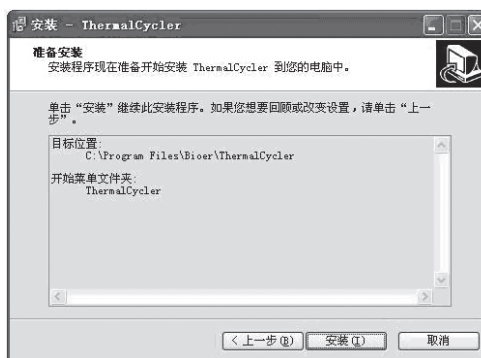 安装 - ThermalCycler
准备安装
安装程序现在准备开始安装 ThermalCycler 到您的电脑中。
单击“安装”继续此安装程序。如果您想要回顾或改变设置，请单击“上一
步”。
目标位置:
C:\Program Files\Bioer\ThermalCycler
开始菜单文件夹:
ThermalCycler
< 上一步(B)
安装(I)
取消